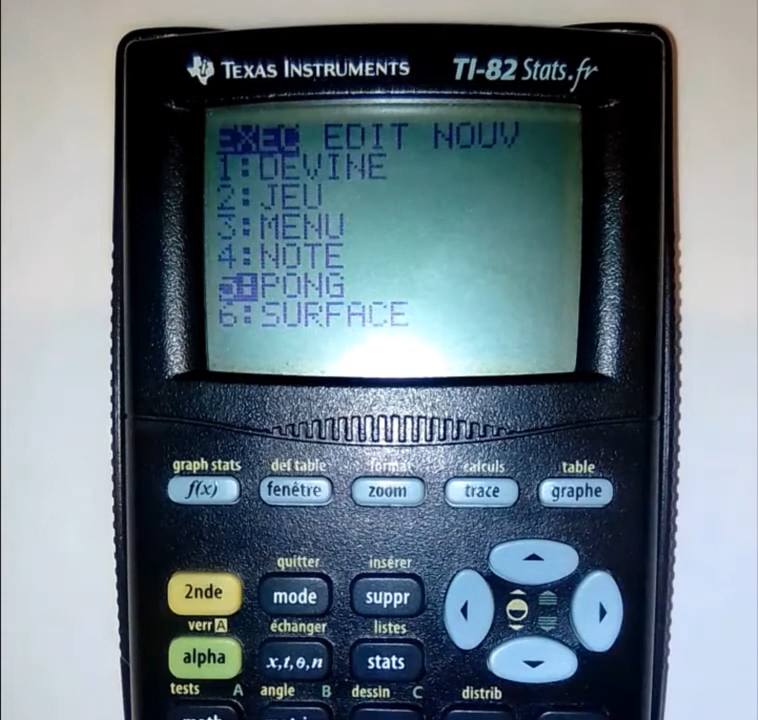 TEXAS INSTRUMENTS TI-82 Stats.fr
EXEC EDIT NOUV
1:DEVINE
2:JEU
3:MENU
4:NOTE
5:PONG
6:SURFACE
graph stats déf table format calculs table
f(x) fenêtre zoom trace graphe
quitter insérer
2nde mode suppr
verr A échanger listes
alpha x,t,θ,n stats
tests A angle B dessin C distrib
math